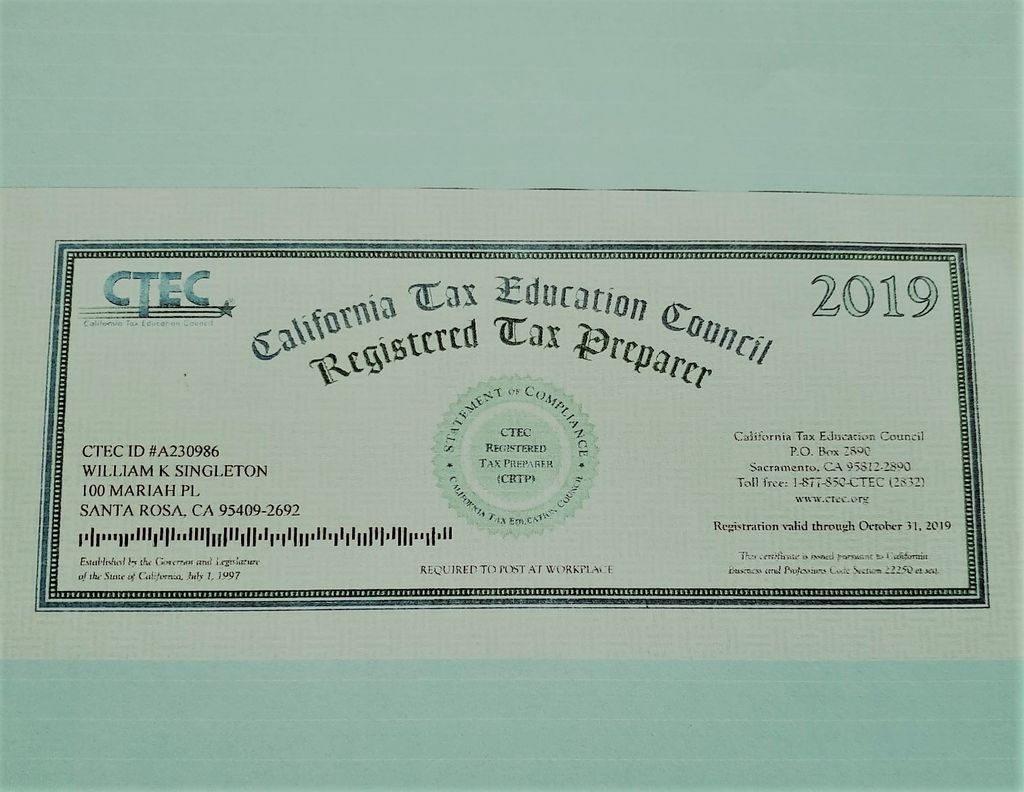 CTEC
California Tax Education Council
2019
California Tax Education Council
Registered Tax Preparer
STATEMENT OF COMPLIANCE
CTEC
REGISTERED
TAX PREPARER
(CRTP)
CALIFORNIA TAX EDUCATION COUNCIL
CTEC ID #A230986
WILLIAM K SINGLETON
100 MARIAH PL
SANTA ROSA, CA 95409-2692
Established by the Governor and Legislature
of the State of California, July 1, 1997
REQUIRED TO POST AT WORKPLACE
California Tax Education Council
P.O. Box 2890
Sacramento, CA 95812-2890
Toll free: 1-877-850-CTEC (2832)
www.ctec.org
Registration valid through October 31, 2019
This certificate is issued pursuant to California
Business and Professions Code Section 22250 et seq.